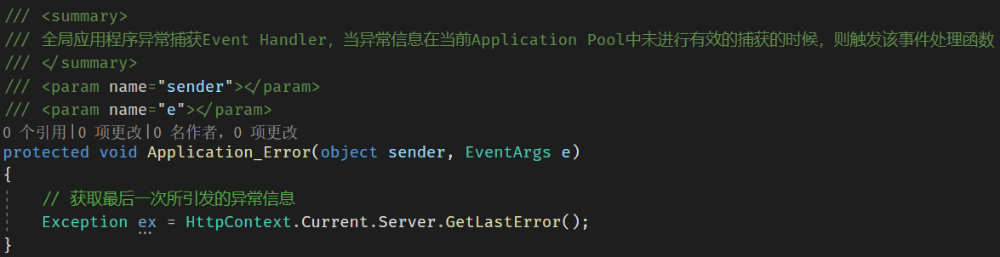 /// <summary>
/// 全局应用程序异常捕获Event Handler，当异常信息在当前Application Pool中未进行有效的捕获的时候，则触发该事件处理函数
/// </summary>
/// <param name="sender"></param>
/// <param name="e"></param>
0 个引用|0 项更改|0 名作者，0 项更改
protected void Application_Error(object sender, EventArgs e)
{
    // 获取最后一次所引发的异常信息
    Exception ex = HttpContext.Current.Server.GetLastError();
}